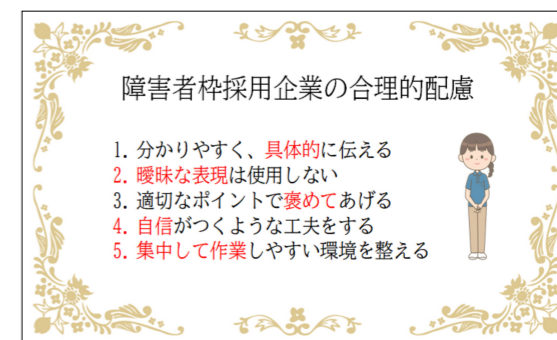 障害者枠採用企業の合理的配慮
1. 分かりやすく、具体的に伝える
2. 曖昧な表現は使用しない
3. 適切なポイントで褒めてあげる
4. 自信がつくような工夫をする
5. 集中して作業しやすい環境を整える